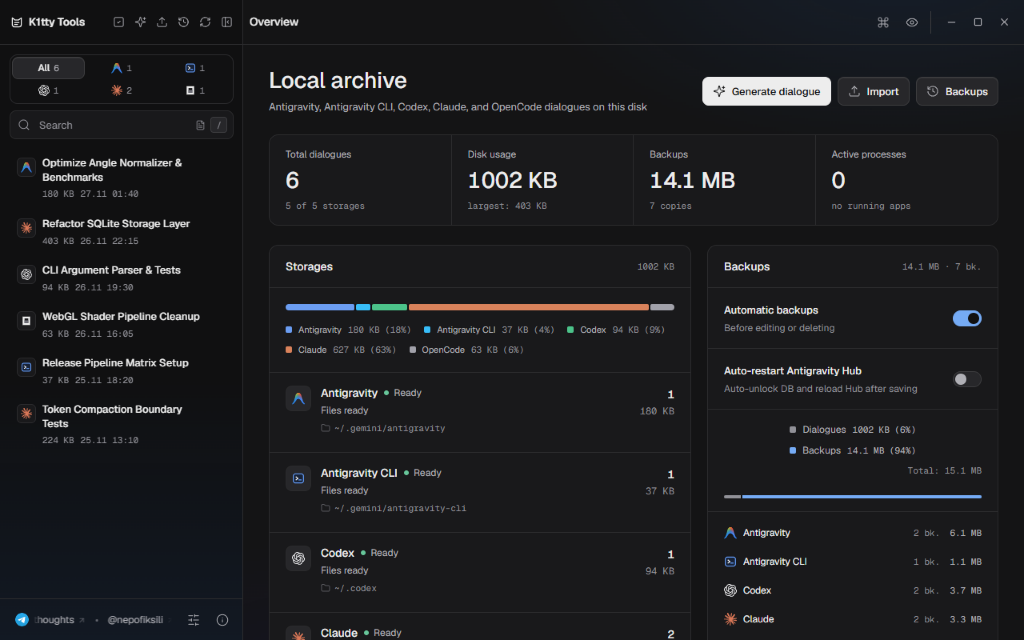 K1tty Tools
Overview
All 6
1
1
1
2
1
Search
/
Optimize Angle Normalizer &
Benchmarks
180 KB 27.11 01:40
Refactor SQLite Storage Layer
403 KB 26.11 22:15
CLI Argument Parser & Tests
94 KB 26.11 19:30
WebGL Shader Pipeline Cleanup
63 KB 26.11 16:05
Release Pipeline Matrix Setup
37 KB 25.11 18:20
Token Compaction Boundary
Tests
224 KB 25.11 13:10
houghts
@nepofiksili
Local archive
Antigravity, Antigravity CLI, Codex, Claude, and OpenCode dialogues on this disk
Generate dialogue
Import
Backups
Total dialogues
6
5 of 5 storages
Disk usage
1002 KB
largest: 403 KB
Backups
14.1 MB
7 copies
Active processes
0
no running apps
Storages
1002 KB
Antigravity 180 KB (18%)
Antigravity CLI 37 KB (4%)
Codex 94 KB (9%)
Claude 627 KB (63%)
OpenCode 63 KB (6%)
Antigravity Ready
1
Files ready
180 KB
~/.gemini/antigravity
Antigravity CLI Ready
1
Files ready
37 KB
~/.gemini/antigravity-cli
Codex Ready
1
Files ready
94 KB
~/.codex
Claude Ready
2
Backups
14.1 MB · 7 bk.
Automatic backups
Before editing or deleting
Auto-restart Antigravity Hub
Auto-unlock DB and reload Hub after saving
Dialogues 1002 KB (6%)
Backups 14.1 MB (94%)
Total: 15.1 MB
Antigravity 2 bk. 6.1 MB
Antigravity CLI 1 bk. 1.1 MB
Codex 2 bk. 3.7 MB
Claude 2 bk. 3.3 MB